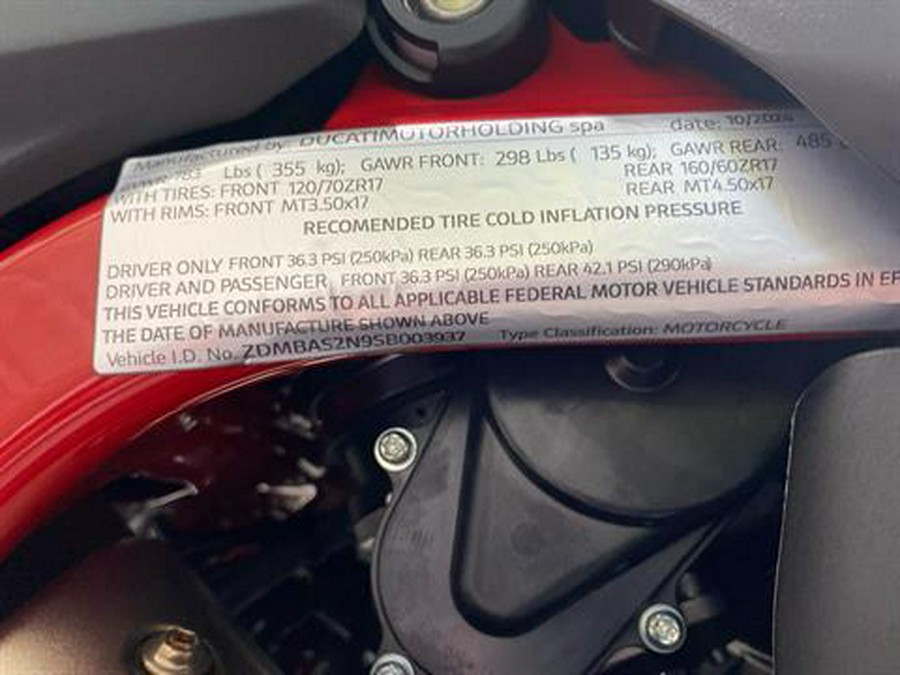 Manufactured by DUCATIMOTORHOLDING spa date: 10/2024
Lbs ( 355 kg); GAWR FRONT: 298 Lbs ( 135 kg); GAWR REAR: 485
WITH TIRES: FRONT 120/70ZR17 REAR 160/60ZR17
WITH RIMS: FRONT MT3.50x17 REAR MT4.50x17
RECOMENDED TIRE COLD INFLATION PRESSURE
DRIVER ONLY FRONT 36.3 PSI (250kPa) REAR 36.3 PSI (250kPa)
DRIVER AND PASSENGER FRONT 36.3 PSI (250kPa) REAR 42.1 PSI (290kPa)
THIS VEHICLE CONFORMS TO ALL APPLICABLE FEDERAL MOTOR VEHICLE STANDARDS IN
THE DATE OF MANUFACTURE SHOWN ABOVE
Vehicle I.D. No. ZDMBAS2N9SB003937 Type Classification: MOTORCYCLE